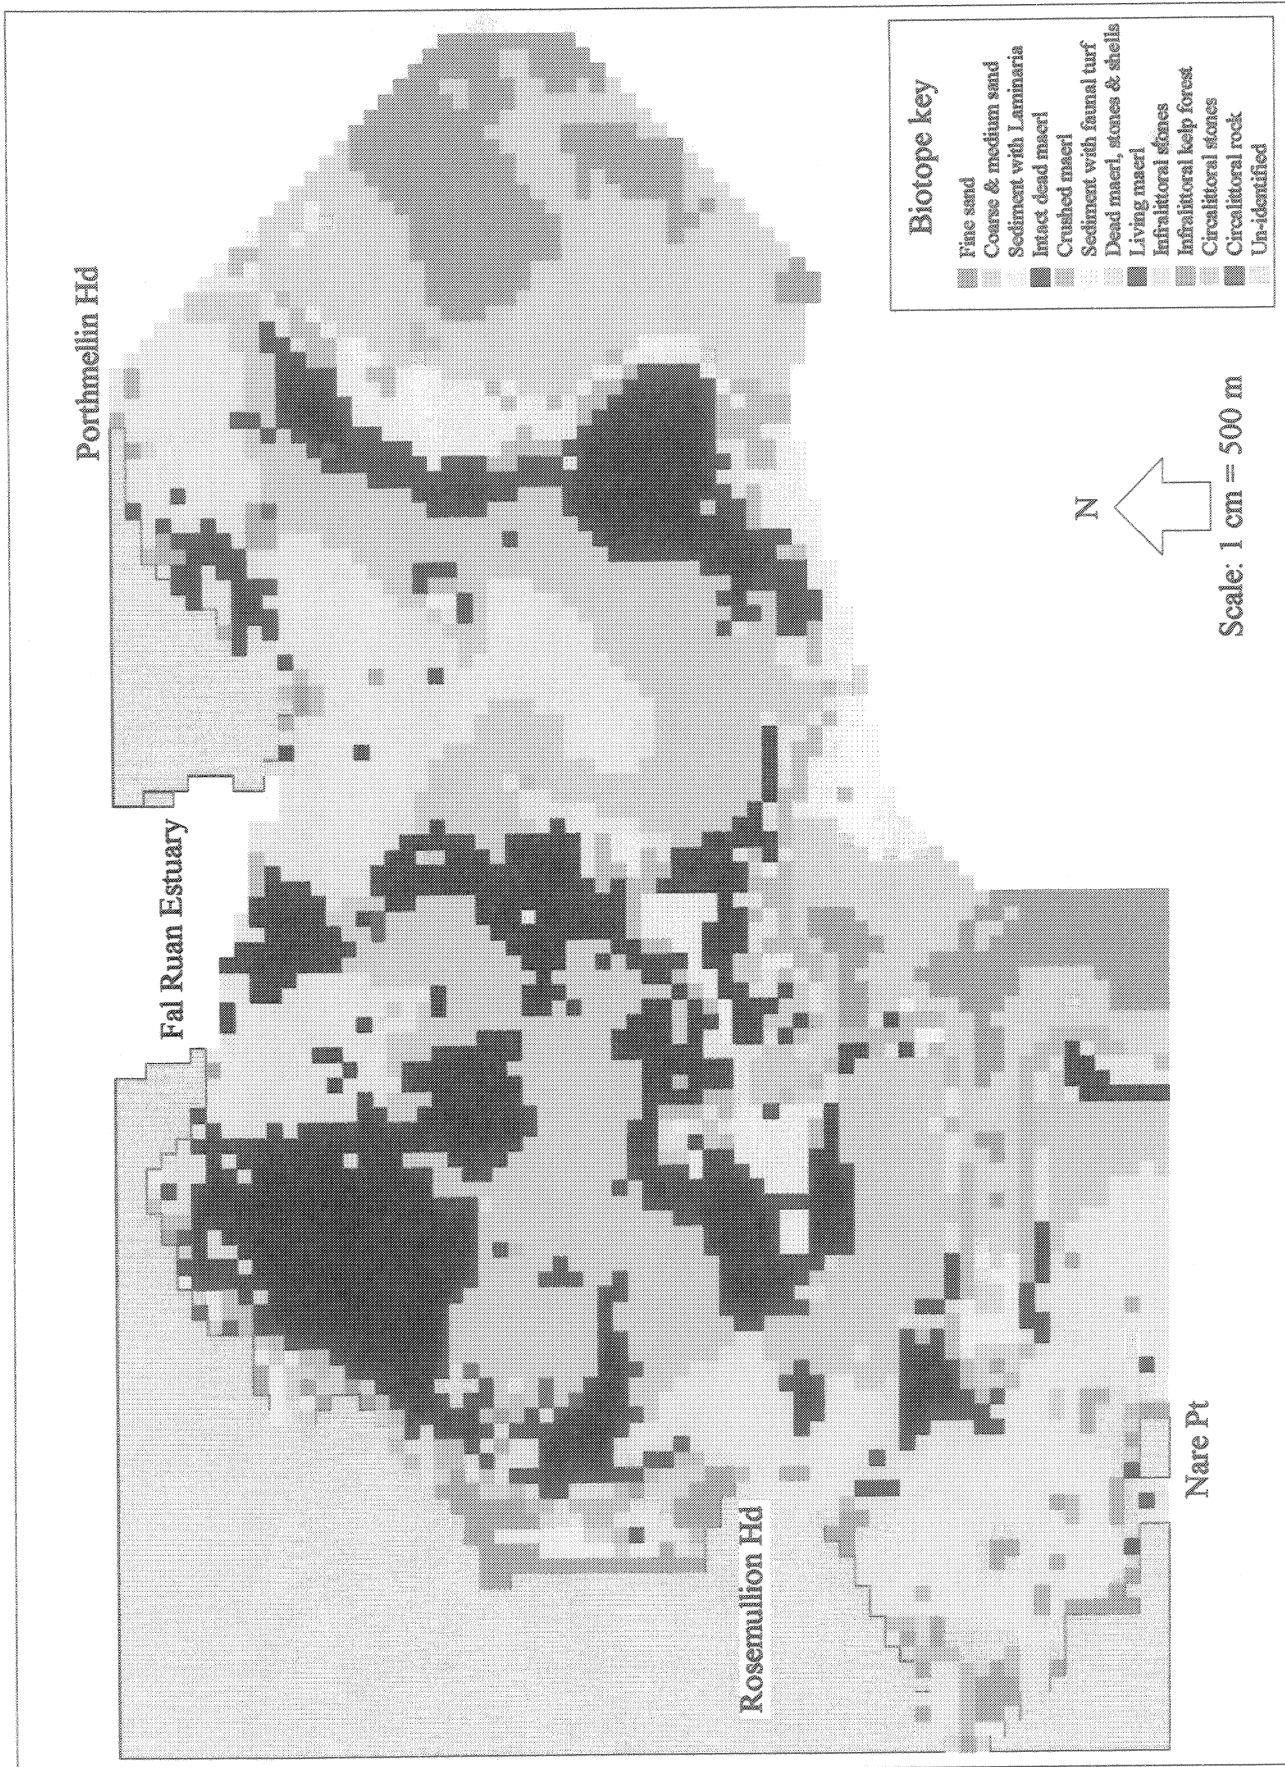 Porthmellin Hd
Fal Ruan Estuary
Rosemullion Hd
Nare Pt
N
Scale: 1 cm = 500 m
Biotope key
Fine sand
Coarse & medium sand
Sediment with Laminaria
Intact dead maerl
Crushed maerl
Sediment with faunal turf
Dead maerl, stones & shells
Living maerl
Infralittoral stones
Infralittoral kelp forest
Circalittoral stones
Circalittoral rock
Un-identified